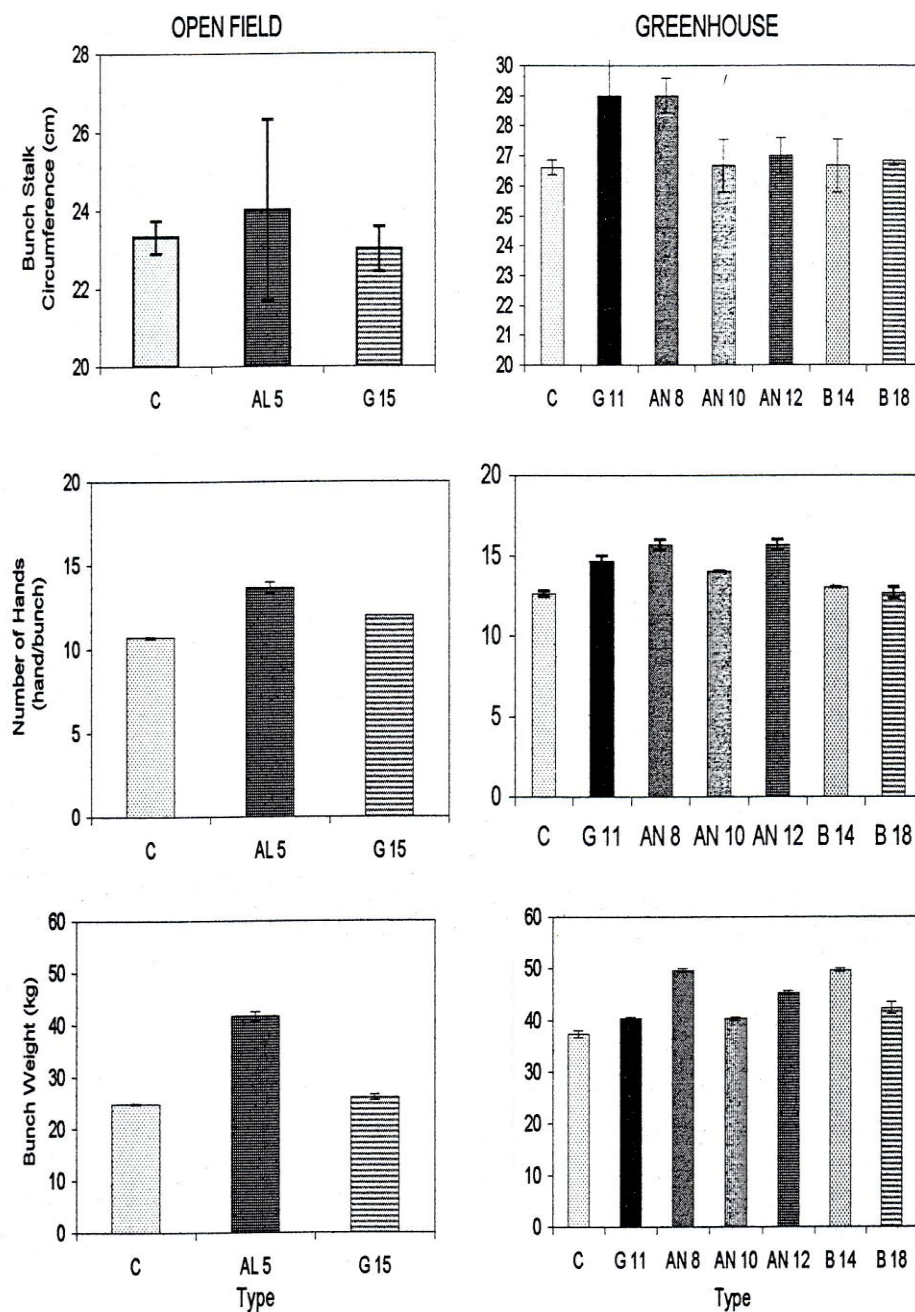 OPEN FIELD
GREENHOUSE
Bunch Stalk
Circumference (cm)
28
26
24
22
20
C AL 5 G 15
30
29
28
27
26
25
24
23
22
21
20
C G 11 AN 8 AN 10 AN 12 B 14 B 18
Number of Hands
(hand/bunch)
20
15
10
5
0
C AL 5 G 15
20
15
10
5
0
C G 11 AN 8 AN 10 AN 12 B 14 B 18
Bunch Weight (kg)
60
50
40
30
20
10
0
C AL 5 G 15
Type
60
50
40
30
20
10
0
C G 11 AN 8 AN 10 AN 12 B 14 B 18
Type